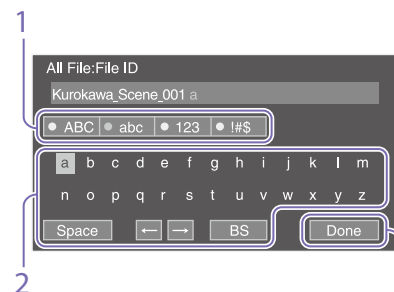 1
All File:File ID
Kurokawa_Scene_001 a
ABC abc 123 !#$
a b c d e f g h i j k l m
n o p q r s t u v w x y z
Space ← → BS Done
2